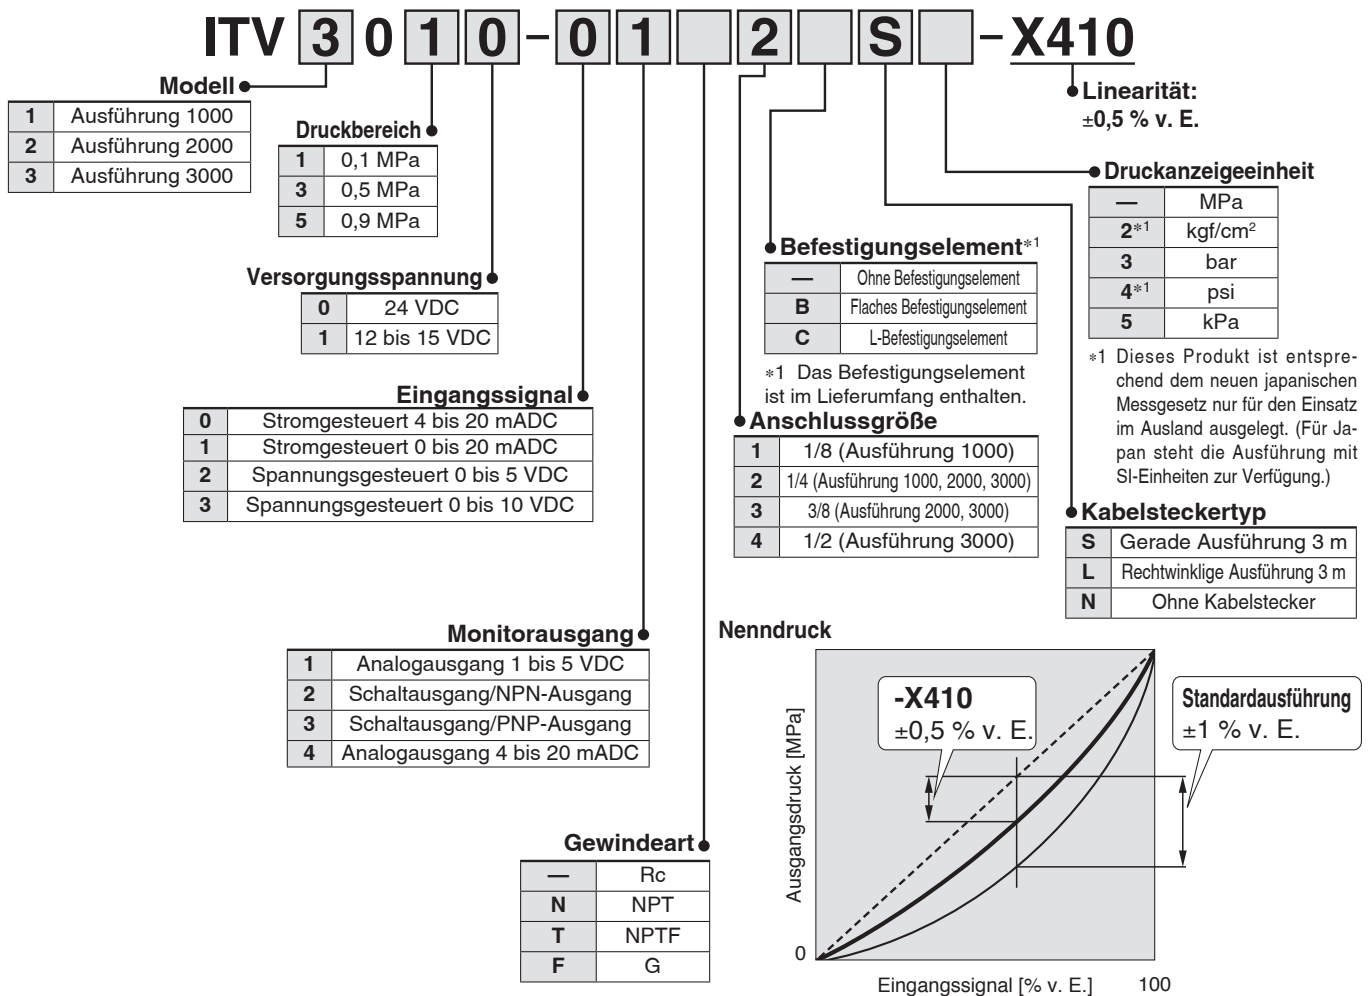 ITV 3 0 1 0 - 0 1 2 S - X410
Modell
1 Ausführung 1000
2 Ausführung 2000
3 Ausführung 3000
Druckbereich
1 0,1 MPa
3 0,5 MPa
5 0,9 MPa
Versorgungsspannung
0 24 VDC
1 12 bis 15 VDC
Eingangssignal
0 Stromgesteuert 4 bis 20 mADC
1 Stromgesteuert 0 bis 20 mADC
2 Spannungsgesteuert 0 bis 5 VDC
3 Spannungsgesteuert 0 bis 10 VDC
Monitorausgang
1 Analogausgang 1 bis 5 VDC
2 Schaltausgang/NPN-Ausgang
3 Schaltausgang/PNP-Ausgang
4 Analogausgang 4 bis 20 mADC
Gewindeart
— Rc
N NPT
T NPTF
F G
Linearität:
±0,5 % v. E.
Druckanzeigeeinheit
— MPa
2*1 kgf/cm²
3 bar
4*1 psi
5 kPa
*1 Dieses Produkt ist entspre-
chend dem neuen japanischen
Messgesetz nur für den Einsatz
im Ausland ausgelegt. (Für Ja-
pan steht die Ausführung mit
SI-Einheiten zur Verfügung.)
Befestigungselement*1
— Ohne Befestigungselement
B Flaches Befestigungselement
C L-Befestigungselement
*1 Das Befestigungselement
ist im Lieferumfang enthalten.
Anschlussgröße
1 1/8 (Ausführung 1000)
2 1/4 (Ausführung 1000, 2000, 3000)
3 3/8 (Ausführung 2000, 3000)
4 1/2 (Ausführung 3000)
Kabelsteckertyp
S Gerade Ausführung 3 m
L Rechtwinklige Ausführung 3 m
N Ohne Kabelstecker
Nenndruck
-X410
±0,5 % v. E.
Standardausführung
±1 % v. E.
Ausgangsdruck [MPa]
0
Eingangssignal [% v. E.] 100